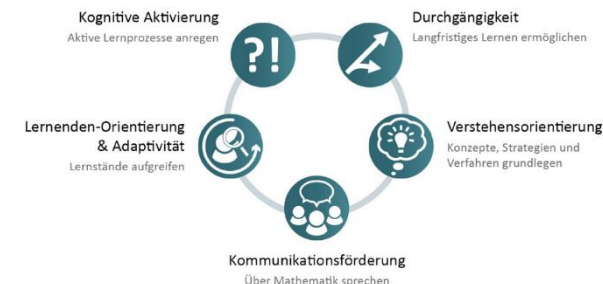 Kognitive Aktivierung
Aktive Lernprozesse anregen
?!
Durchgängigkeit
Langfristiges Lernen ermöglichen
Lernenden-Orientierung
& Adaptivität
Lernstände aufgreifen
Verstehensorientierung
Konzepte, Strategien und
Verfahren grundlegen
Kommunikationsförderung
Über Mathematik sprechen